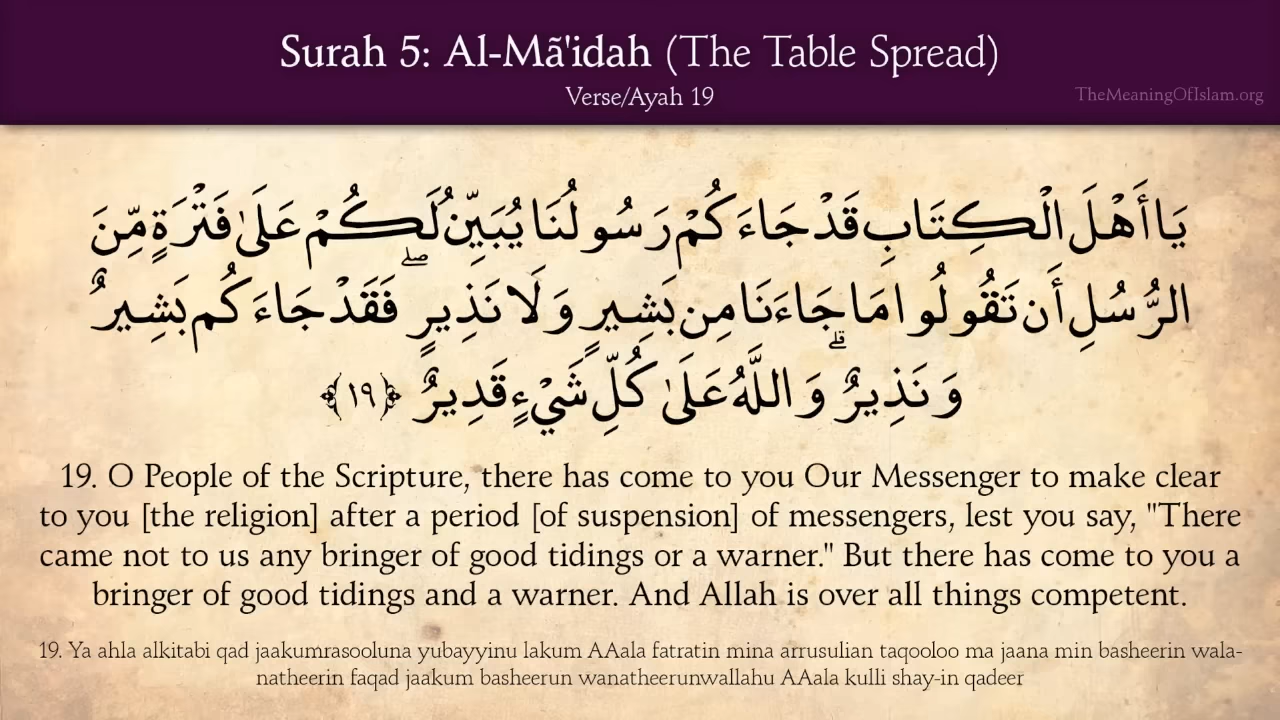 Surah 5: Al-Mã'idah (The Table Spread)
Verse/Ayah 19
TheMeaningOfIslam.org
يَا أَهْلَ الْكِتَابِ قَدْ جَاءَكُمْ رَسُولُنَا يُبَيِّنُ لَكُمْ عَلَىٰ فَتْرَةٍ مِّنَ
الرُّسُلِ أَن تَقُولُوا مَا جَاءَنَا مِن بَشِيرٍ وَلَا نَذِيرٍ ۖ فَقَدْ جَاءَكُم بَشِيرٌ
وَنَذِيرٌ ۗ وَاللَّهُ عَلَىٰ كُلِّ شَيْءٍ قَدِيرٌ ﴿١٩﴾
19. O People of the Scripture, there has come to you Our Messenger to make clear
to you [the religion] after a period [of suspension] of messengers, lest you say, "There
came not to us any bringer of good tidings or a warner." But there has come to you a
bringer of good tidings and a warner. And Allah is over all things competent.
19. Ya ahla alkitabi qad jaakumrasooluna yubayyinu lakum AAala fatratin mina arrusulian taqooloo ma jaana min basheerin wala-
natheerin faqad jaakum basheerun wanatheerunwallahu AAala kulli shay-in qadeer